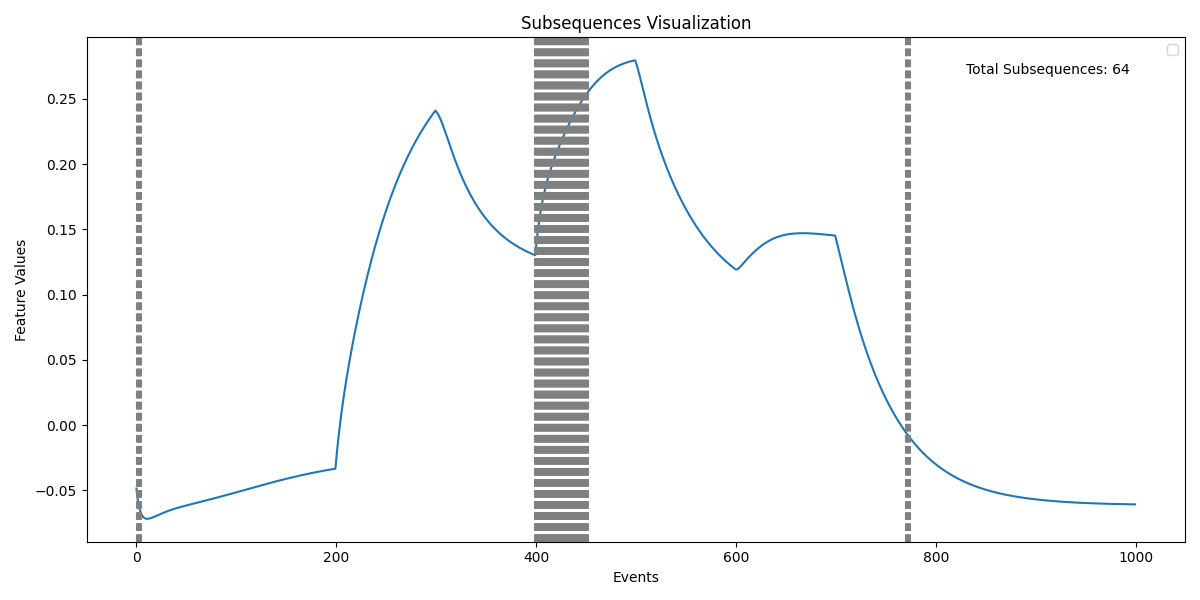 Subsequences Visualization
Total Subsequences: 64
Feature Values
0.25
0.20
0.15
0.10
0.05
0.00
−0.05
0 200 400 600 800 1000
Events